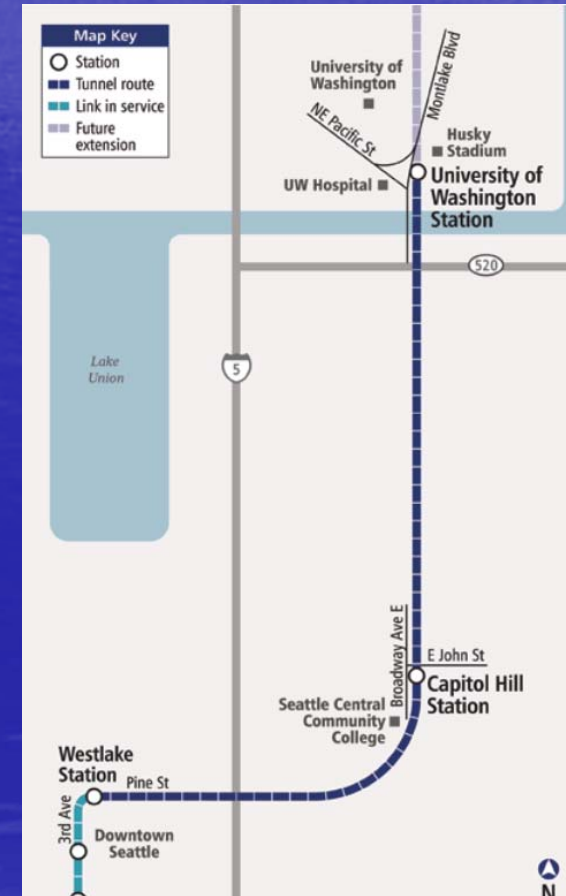 Map Key
Station
Tunnel route
Link in service
Future
extension
University of
Washington
Montlake Blvd
NE Pacific St
Husky
Stadium
UW Hospital
University of
Washington
Station
520
Lake
Union
5
Broadway Ave E
E John St
Capitol Hill
Station
Seattle Central
Community
College
Westlake
Station
Pine St
3rd Ave
Downtown
Seattle
N